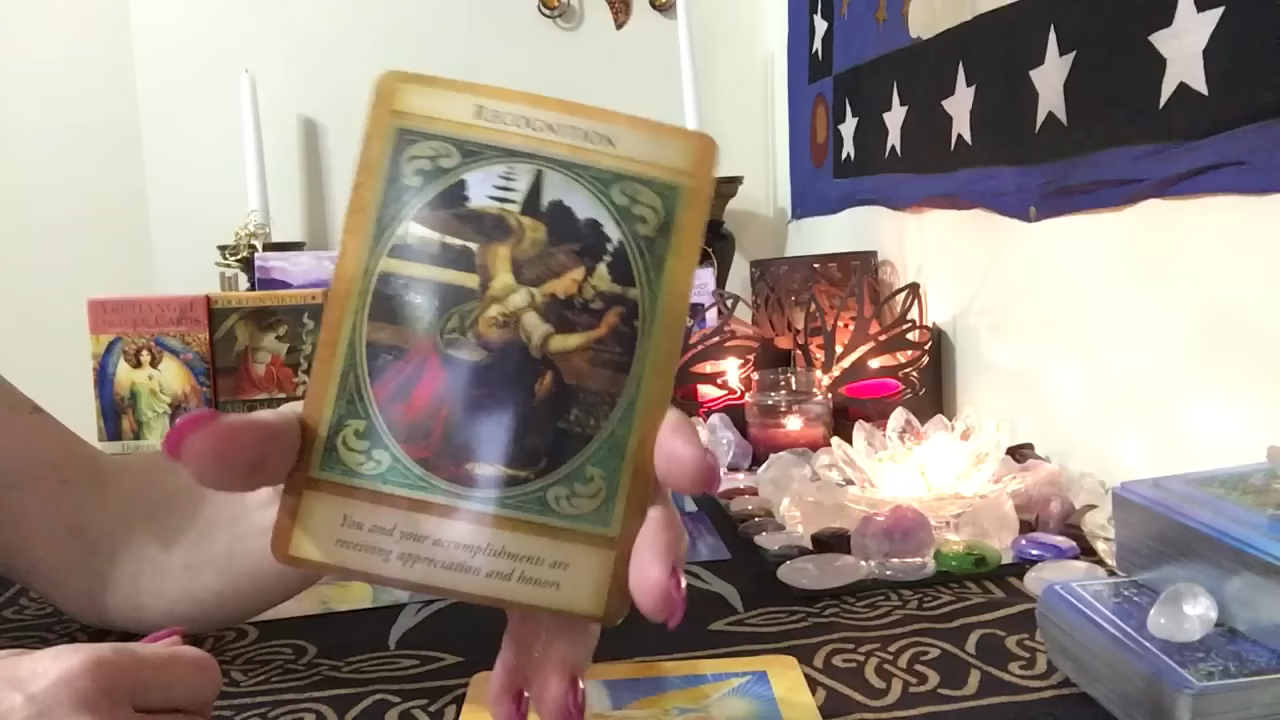 RECOGNITION
You and your accomplishments are
receiving appreciation and honors.
ARCHANGEL
ORACLE CARDS
DOREEN VIRTUE